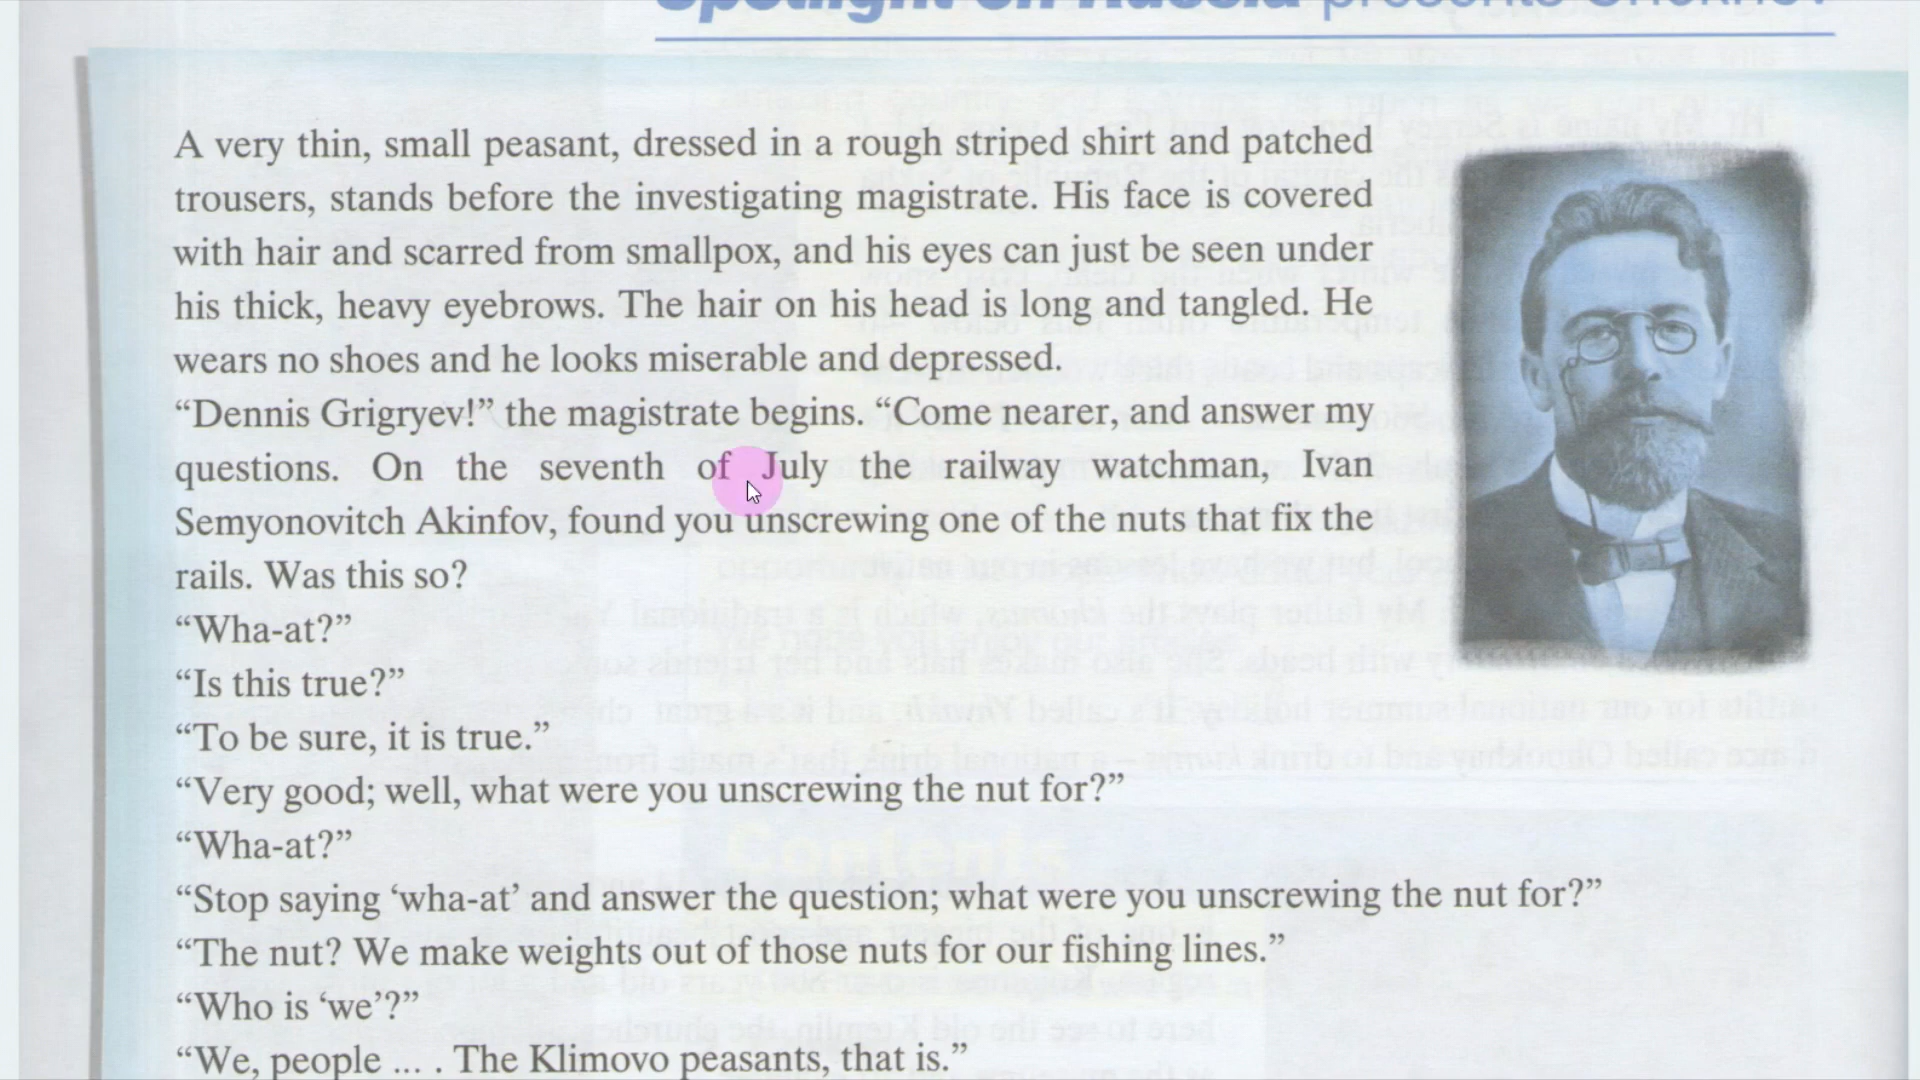 Spotlight on Russia presents Chekhov
A very thin, small peasant, dressed in a rough striped shirt and patched
trousers, stands before the investigating magistrate. His face is covered
with hair and scarred from smallpox, and his eyes can just be seen under
his thick, heavy eyebrows. The hair on his head is long and tangled. He
wears no shoes and he looks miserable and depressed.
“Dennis Grigryev!” the magistrate begins. “Come nearer, and answer my
questions. On the seventh of July the railway watchman, Ivan
Semyonovitch Akinfov, found you unscrewing one of the nuts that fix the
rails. Was this so?
“Wha-at?”
“Is this true?”
“To be sure, it is true.”
“Very good; well, what were you unscrewing the nut for?”
“Wha-at?”
“Stop saying ‘wha-at’ and answer the question; what were you unscrewing the nut for?”
“The nut? We make weights out of those nuts for our fishing lines.”
“Who is ‘we’?”
“We, people ... . The Klimovo peasants, that is.”